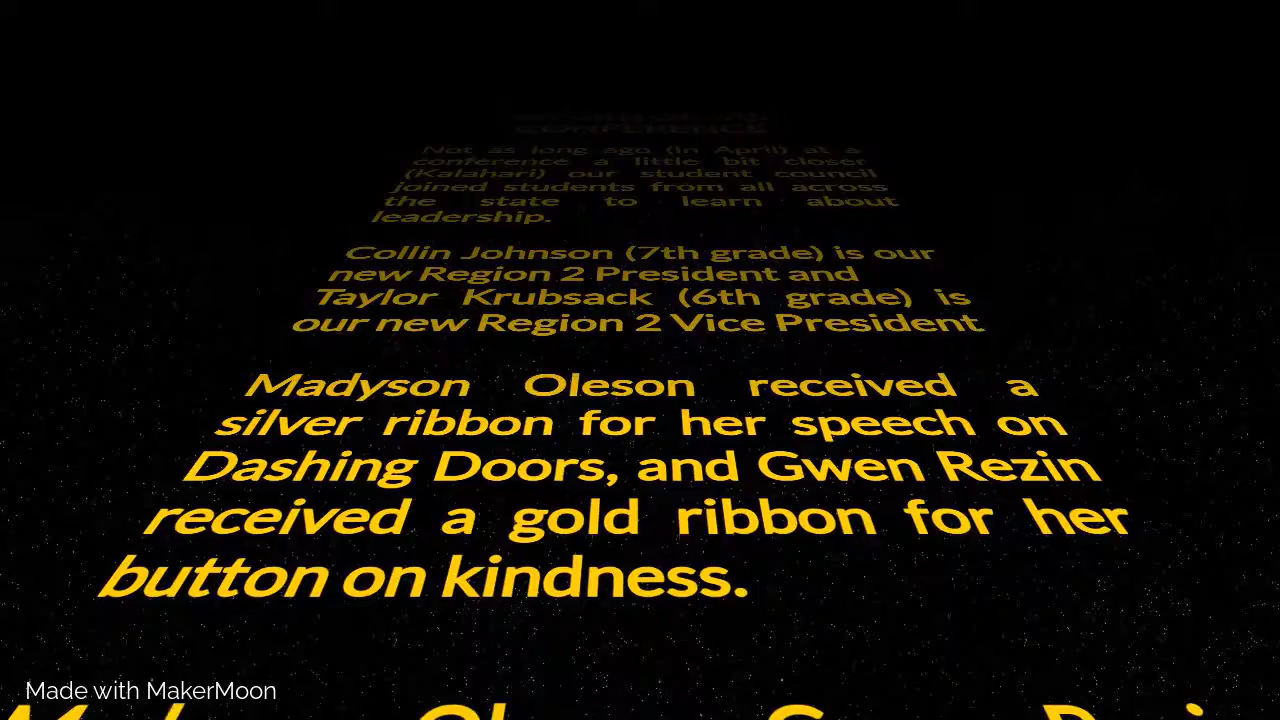 CONFERENCE
Not as long ago (in April) at a
conference a little bit closer
(Kalahari) our student council
joined students from all across
the state to learn about
leadership.
Collin Johnson (7th grade) is our
new Region 2 President and
Taylor Krubsack (6th grade) is
our new Region 2 Vice President
Madyson Oleson received a
silver ribbon for her speech on
Dashing Doors, and Gwen Rezin
received a gold ribbon for her
button on kindness.
Made with MakerMoon